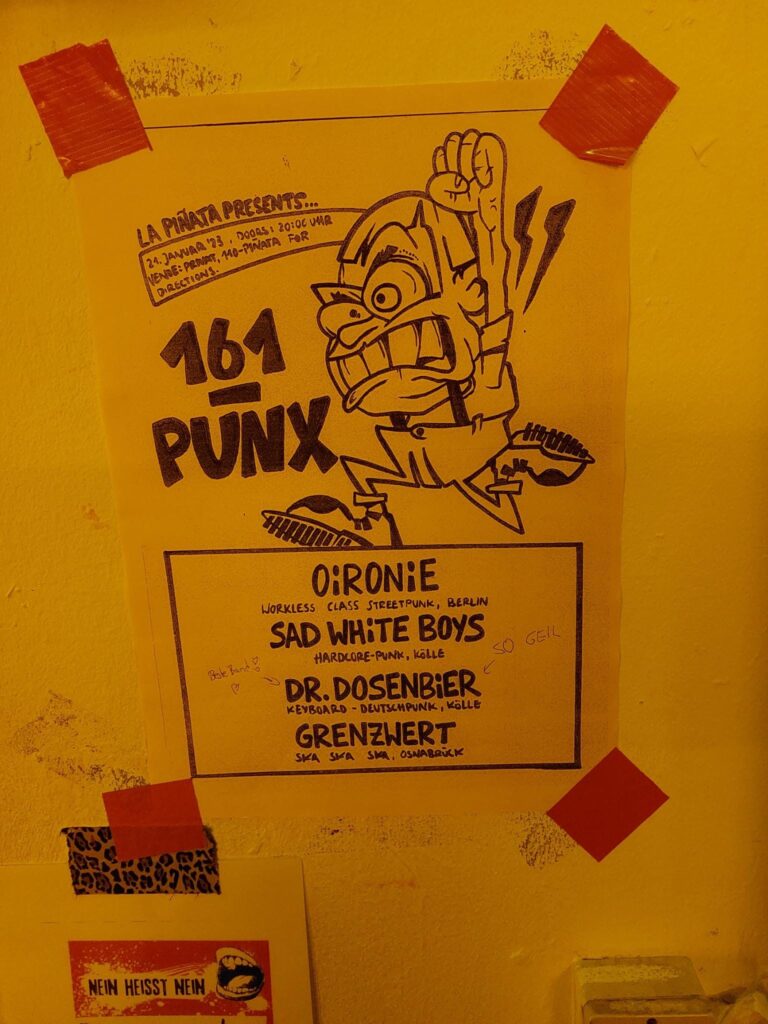 LA PIÑATA PRESENTS...
21. JANUAR '23, DOORS: 20:00 UHR
VENUE: PRIVAT, 110-PIÑATA FOR
DIRECTIONS.
161
-
PUNX
OiRONiE
WORKLESS CLASS STREETPUNK, BERLIN
SAD WHiTE BOYS
HARDCORE-PUNK, KÖLLE
SO GEIL
Beste Band
DR. DOSENBiER
KEYBOARD - DEUTSCHPUNK, KÖLLE
GRENZWERT
SKA SKA SKA, OSNABRÜCK
NEIN HEISST NEIN